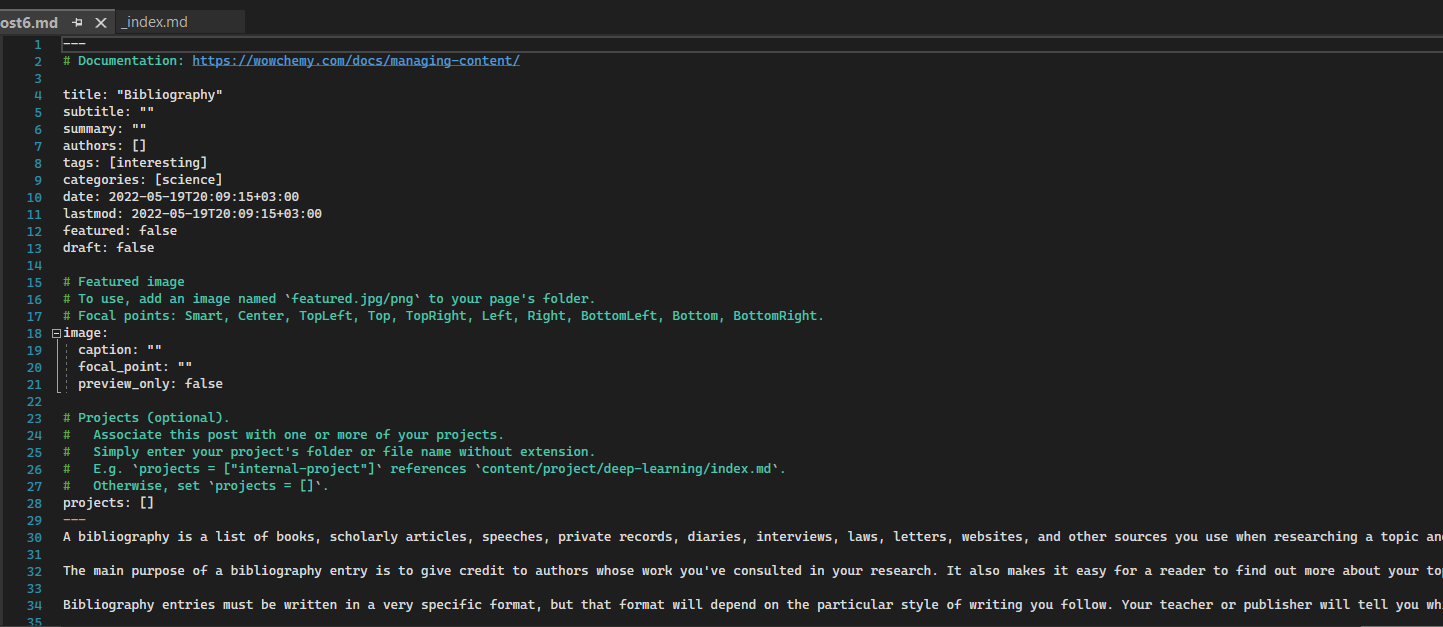 ost6.md
_index.md
1 ---
2 # Documentation: https://wowchemy.com/docs/managing-content/
3
4 title: "Bibliography"
5 subtitle: ""
6 summary: ""
7 authors: []
8 tags: [interesting]
9 categories: [science]
10 date: 2022-05-19T20:09:15+03:00
11 lastmod: 2022-05-19T20:09:15+03:00
12 featured: false
13 draft: false
14
15 # Featured image
16 # To use, add an image named `featured.jpg/png` to your page's folder.
17 # Focal points: Smart, Center, TopLeft, Top, TopRight, Left, Right, BottomLeft, Bottom, BottomRight.
18 image:
19   caption: ""
20   focal_point: ""
21   preview_only: false
22
23 # Projects (optional).
24 #   Associate this post with one or more of your projects.
25 #   Simply enter your project's folder or file name without extension.
26 #   E.g. `projects = ["internal-project"]` references `content/project/deep-learning/index.md`.
27 #   Otherwise, set `projects = []`.
28 projects: []
29 ---
30 A bibliography is a list of books, scholarly articles, speeches, private records, diaries, interviews, laws, letters, websites, and other sources you use when researching a topic
31
32 The main purpose of a bibliography entry is to give credit to authors whose work you've consulted in your research. It also makes it easy for a reader to find out more about your
33
34 Bibliography entries must be written in a very specific format, but that format will depend on the particular style of writing you follow. Your teacher or publisher will tell you
35